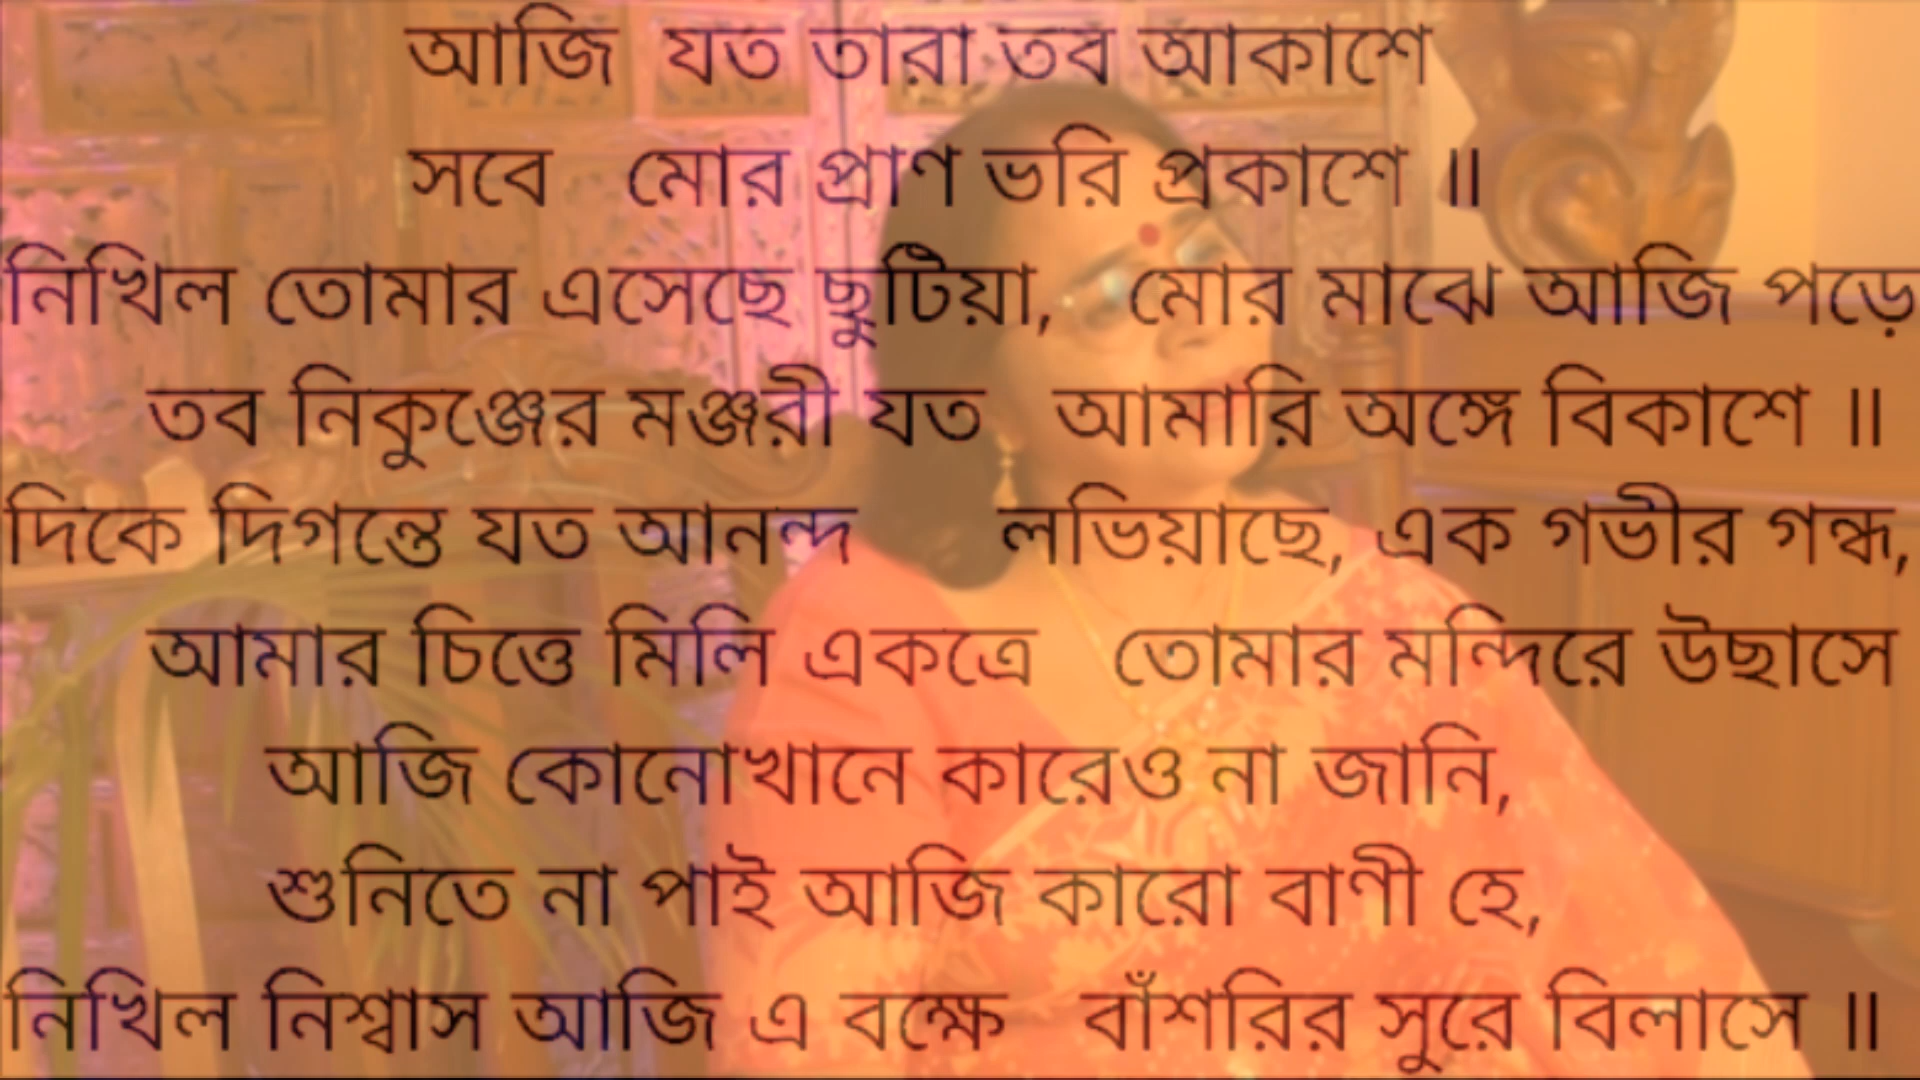 আজি যত তারা তব আকাশে
সবে মোর প্রাণ ভরি প্রকাশে ॥
নিখিল তোমার এসেছে ছুটিয়া, মোর মাঝে আজি পড়ে
তব নিকুঞ্জের মঞ্জরী যত আমারি অঙ্গে বিকাশে ॥
দিকে দিগন্তে যত আনন্দ লভিয়াছে, এক গভীর গন্ধ,
আমার চিত্তে মিলি একত্রে তোমার মন্দিরে উছাসে
আজি কোনোখানে কারেও না জানি,
শুনিতে না পাই আজি কারো বাণী হে,
নিখিল নিশ্বাস আজি এ বক্ষে বাঁশরির সুরে বিলাসে ॥